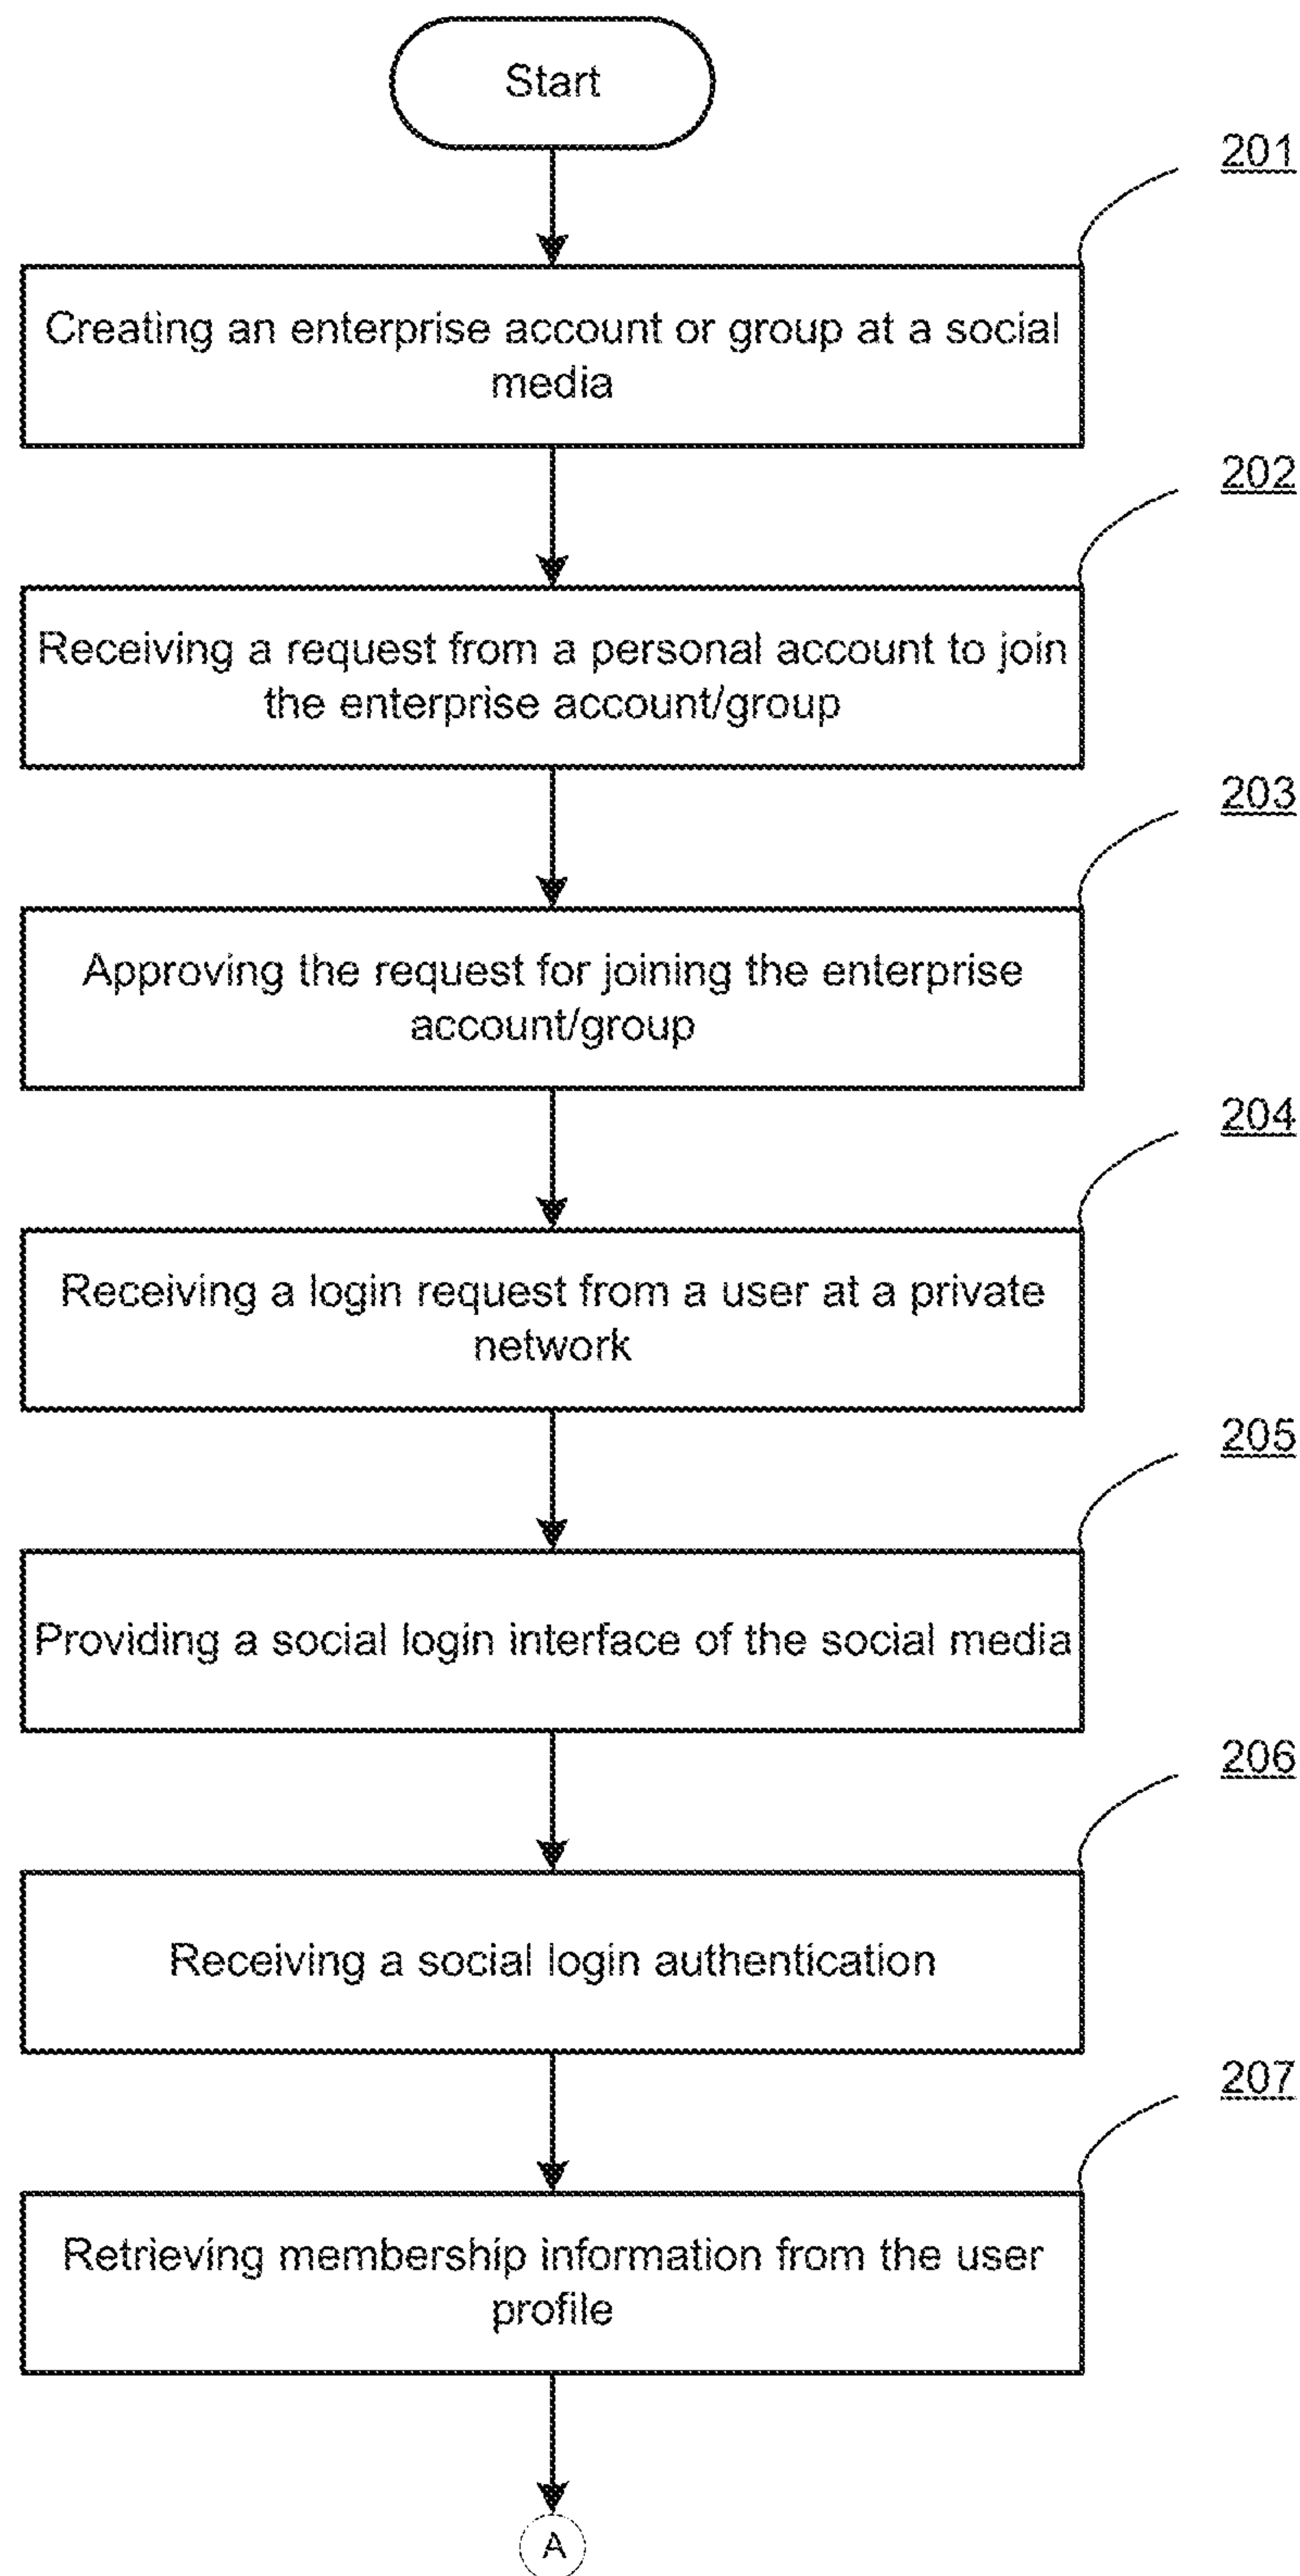 Start
201
Creating an enterprise account or group at a social
media
202
Receiving a request from a personal account to join
the enterprise account/group
203
Approving the request for joining the enterprise
account/group
204
Receiving a login request from a user at a private
network
205
Providing a social login interface of the social media
206
Receiving a social login authentication
207
Retrieving membership information from the user
profile
A